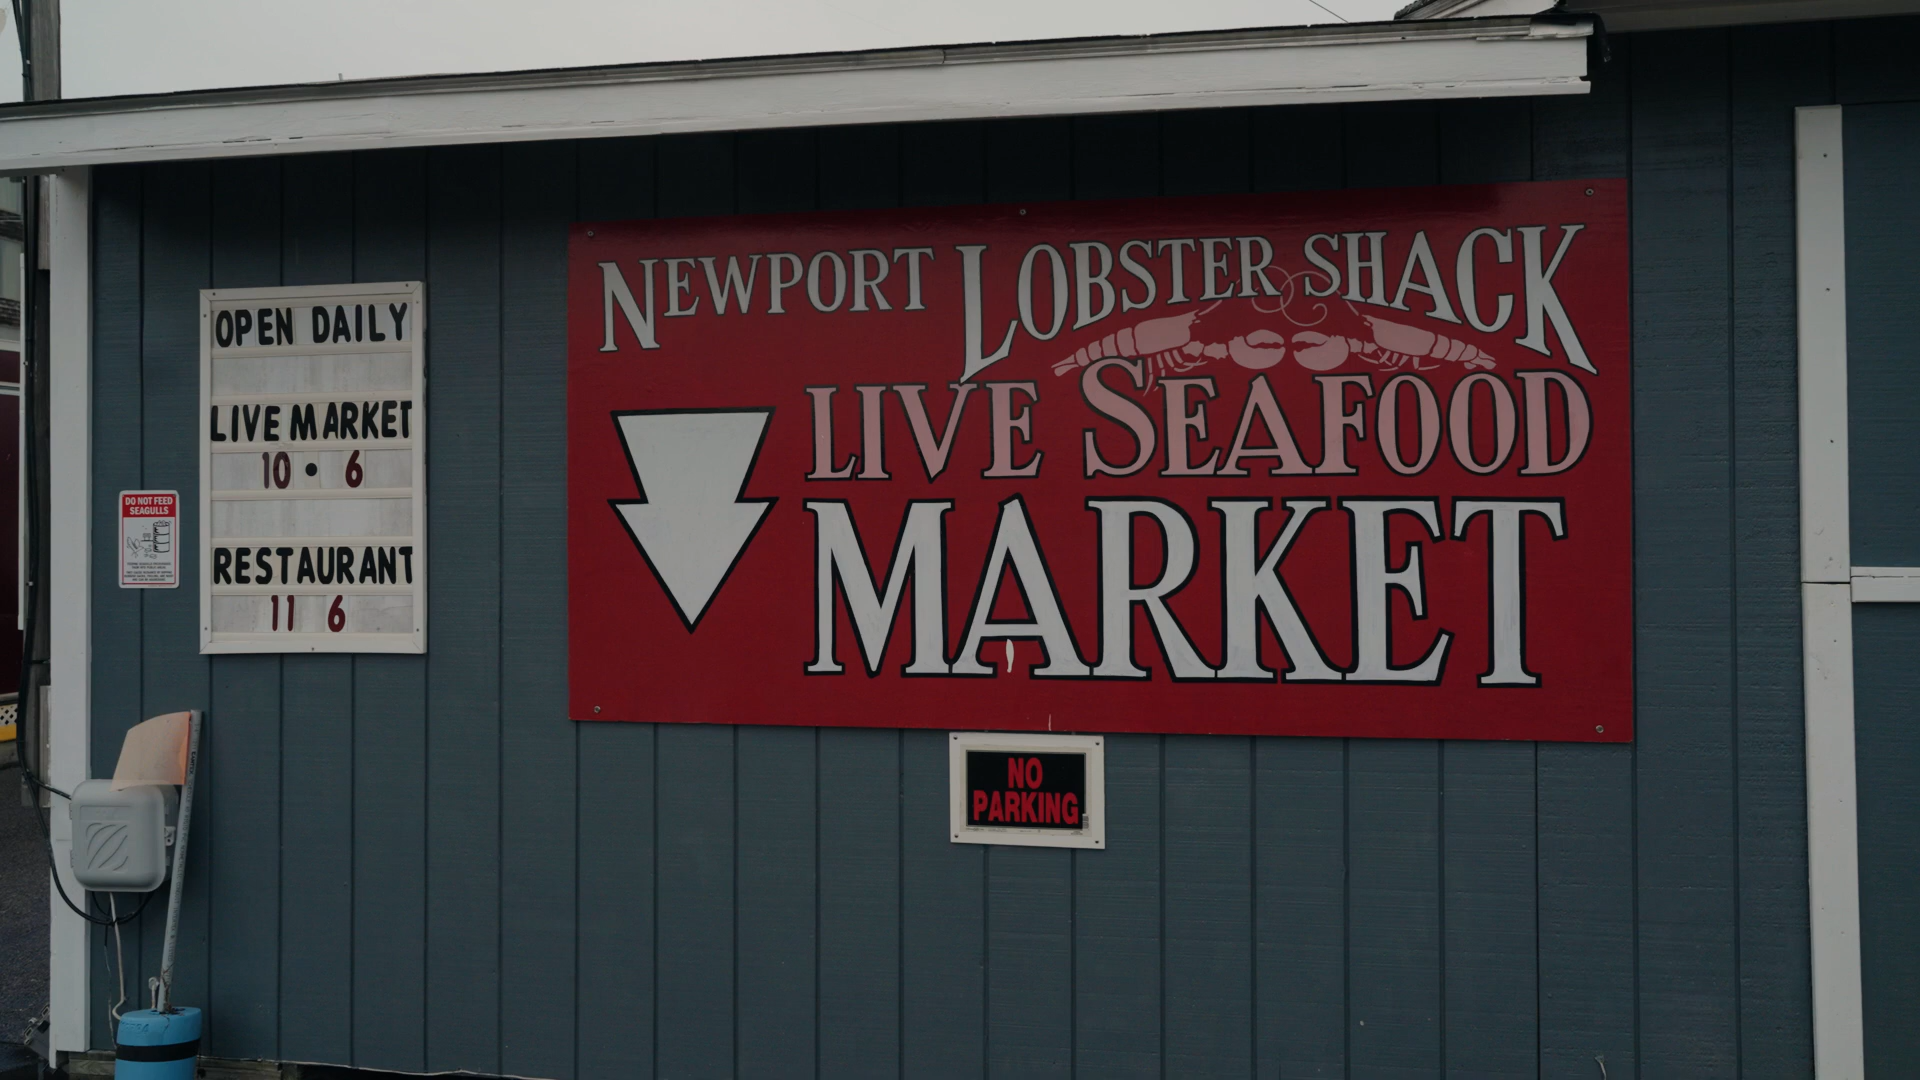 DO NOT FEED
SEAGULLS
OPEN DAILY
LIVE MARKET
10 • 6
RESTAURANT
11 6
NEWPORT LOBSTER SHACK
LIVE SEAFOOD
MARKET
NO
PARKING